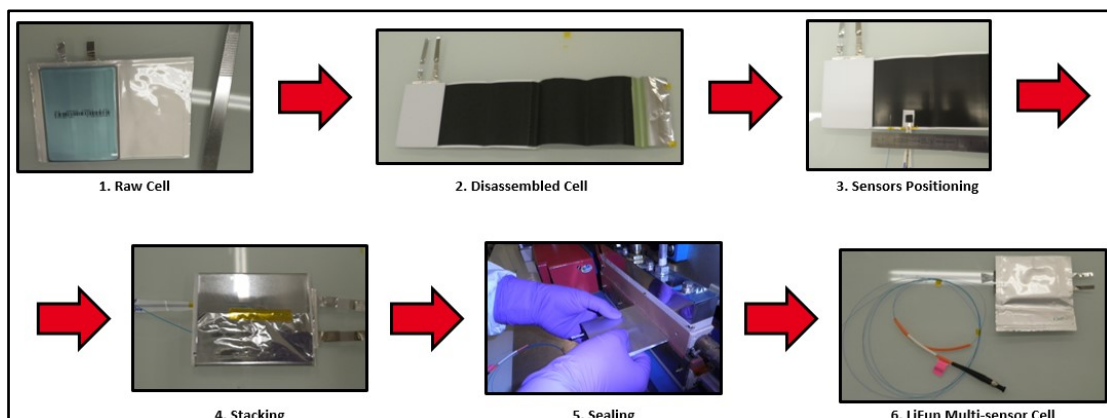 1. Raw Cell
2. Disassembled Cell
3. Sensors Positioning
4. Stacking
5. Sealing
6. LiFun Multi-sensor Cell